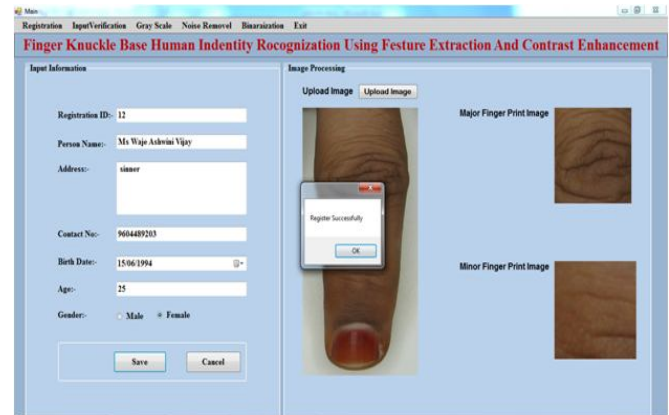 Main
Registration InputVerification Gray Scale Noise Removel Binaraization Exit
Finger Knuckle Base Human Indentity Rocognization Using Festure Extraction And Contrast Enhancement
Input Information
Registration ID:- 12
Person Name:- Ms Waje Ashwini Vijay
Address:- sinner
Contact No:- 9604489203
Birth Date:- 15/06/1994
Age:- 25
Gender:- Male Female
Save Cancel
Image Processing
Upload Image Upload Image
Major Finger Print Image
Register Successfully
OK
Minor Finger Print Image